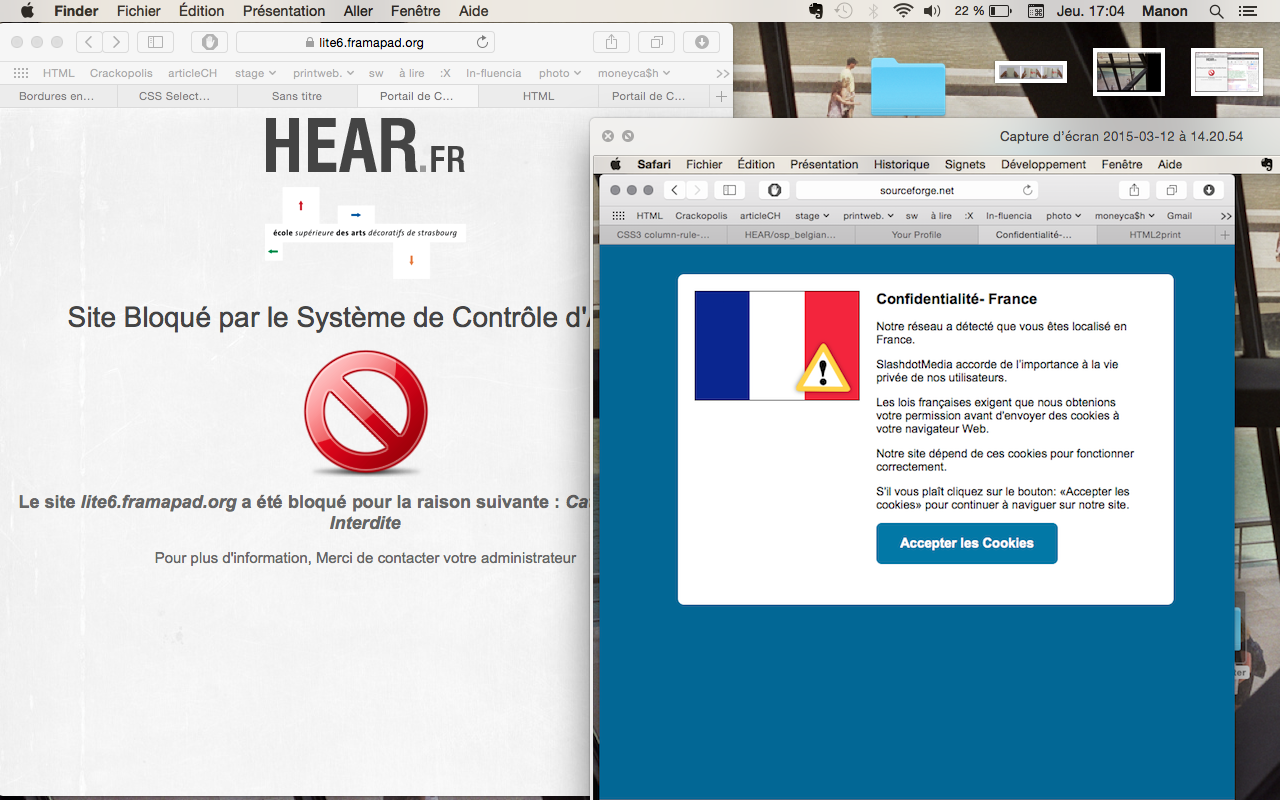 Finder Fichier Édition Présentation Aller Fenêtre Aide 22 % Jeu. 17:04 Manon
lite6.framapad.org
HTML Crackopolis articleCH stage printweb. sw à lire :X In-fluencia photo moneyca$h >>
Bordures en… CSS Select… Sans titre Portail de C… HTML Portail de C… +
HEAR.FR
école supérieure des arts décoratifs de strasbourg
Site Bloqué par le Système de Contrôle d'
Le site lite6.framapad.org a été bloqué pour la raison suivante : Ca
Interdite
Pour plus d'information, Merci de contacter votre administrateur
Capture d’écran 2015-03-12 à 14.20.54
Safari Fichier Édition Présentation Historique Signets Développement Fenêtre Aide
sourceforge.net
HTML Crackopolis articleCH stage printweb. sw à lire :X In-fluencia photo moneyca$h Gmail >>
CSS3 column-rule-… HEAR/osp_belgian… Your Profile Confidentialité-… HTML2print +
Confidentialité- France
Notre réseau a détecté que vous êtes localisé en
France.
SlashdotMedia accorde de l’importance à la vie
privée de nos utilisateurs.
Les lois françaises exigent que nous obtenions
votre permission avant d'envoyer des cookies à
votre navigateur Web.
Notre site dépend de ces cookies pour fonctionner
correctement.
S'il vous plaît cliquez sur le bouton: «Accepter les
cookies» pour continuer à naviguer sur notre site.
Accepter les Cookies